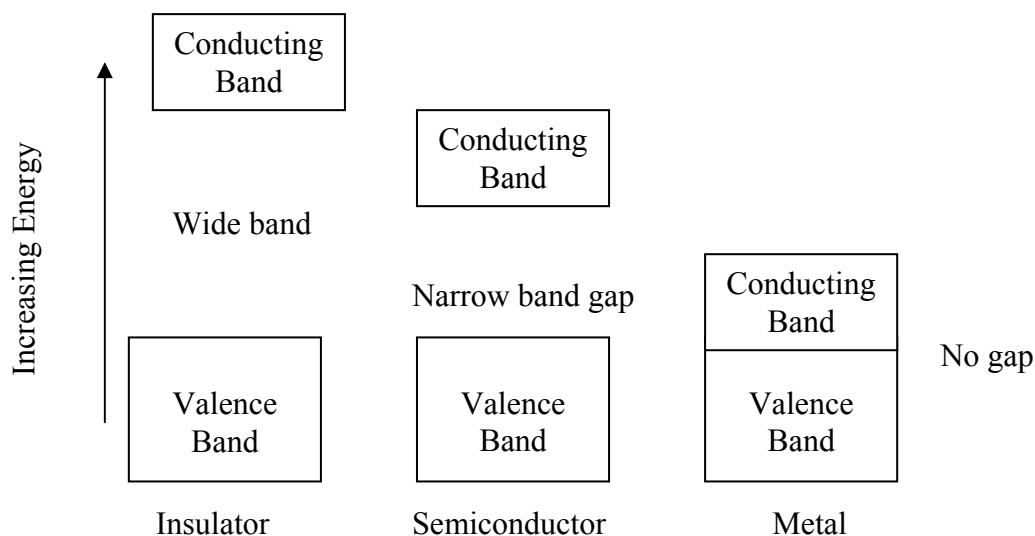 Increasing Energy
Conducting
Band
Wide band
Valence
Band
Insulator
Conducting
Band
Narrow band gap
Valence
Band
Semiconductor
Conducting
Band
Valence
Band
No gap
Metal